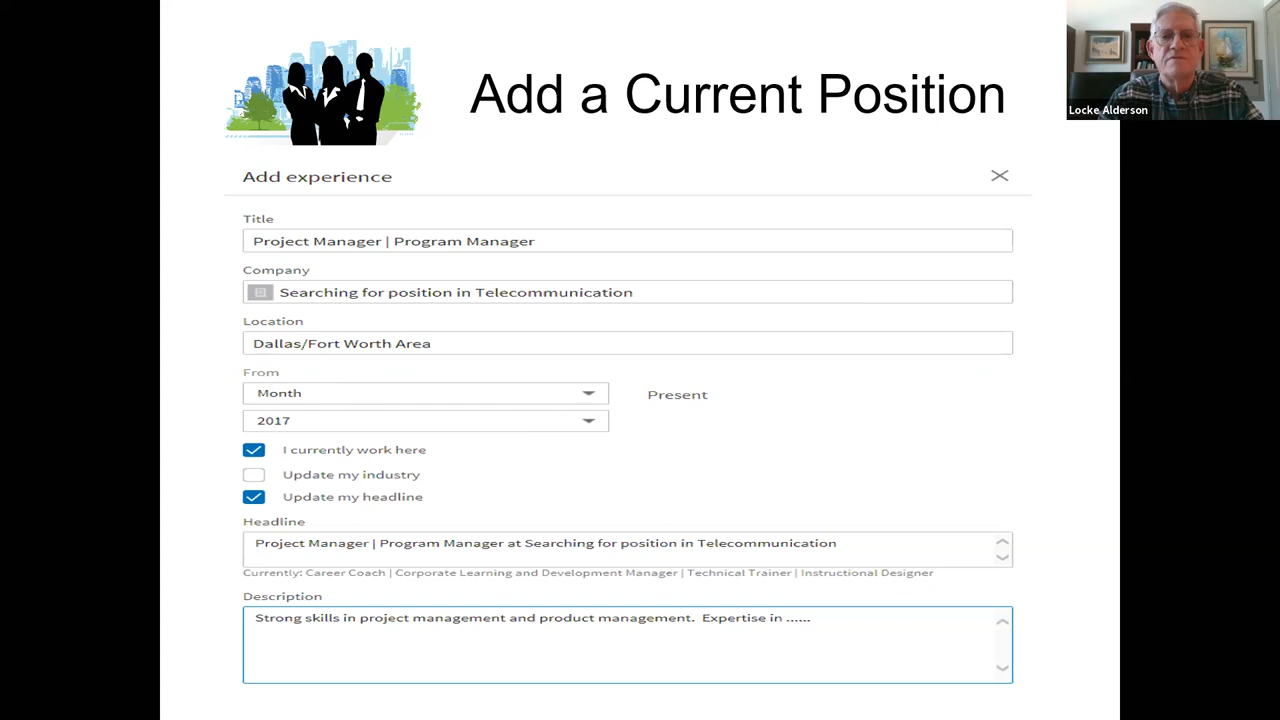 Add a Current Position
Locke Alderson
Add experience
Title
Project Manager | Program Manager
Company
Searching for position in Telecommunication
Location
Dallas/Fort Worth Area
From
Month
Present
2017
I currently work here
Update my industry
Update my headline
Headline
Project Manager | Program Manager at Searching for position in Telecommunication
Currently: Career Coach | Corporate Learning and Development Manager | Technical Trainer | Instructional Designer
Description
Strong skills in project management and product management.  Expertise in ......